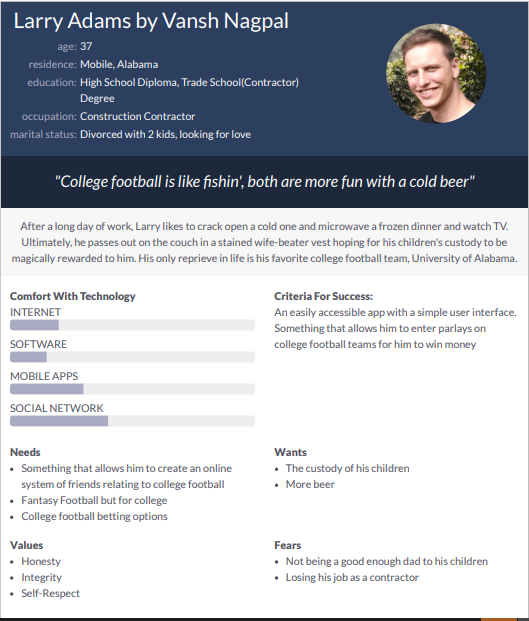 Larry Adams by Vansh Nagpal
age: 37
residence: Mobile, Alabama
education: High School Diploma, Trade School(Contractor)
Degree
occupation: Construction Contractor
marital status: Divorced with 2 kids, looking for love
"College football is like fishin', both are more fun with a cold beer"
After a long day of work, Larry likes to crack open a cold one and microwave a frozen dinner and watch TV.
Ultimately, he passes out on the couch in a stained wife-beater vest hoping for his children's custody to be
magically rewarded to him. His only reprieve in life is his favorite college football team, University of Alabama.
Comfort With Technology
INTERNET
SOFTWARE
MOBILE APPS
SOCIAL NETWORK
Criteria For Success:
An easily accessible app with a simple user interface.
Something that allows him to enter parlays on
college football teams for him to win money
Needs
• Something that allows him to create an online
system of friends relating to college football
• Fantasy Football but for college
• College football betting options
Wants
• The custody of his children
• More beer
Values
• Honesty
• Integrity
• Self-Respect
Fears
• Not being a good enough dad to his children
• Losing his job as a contractor